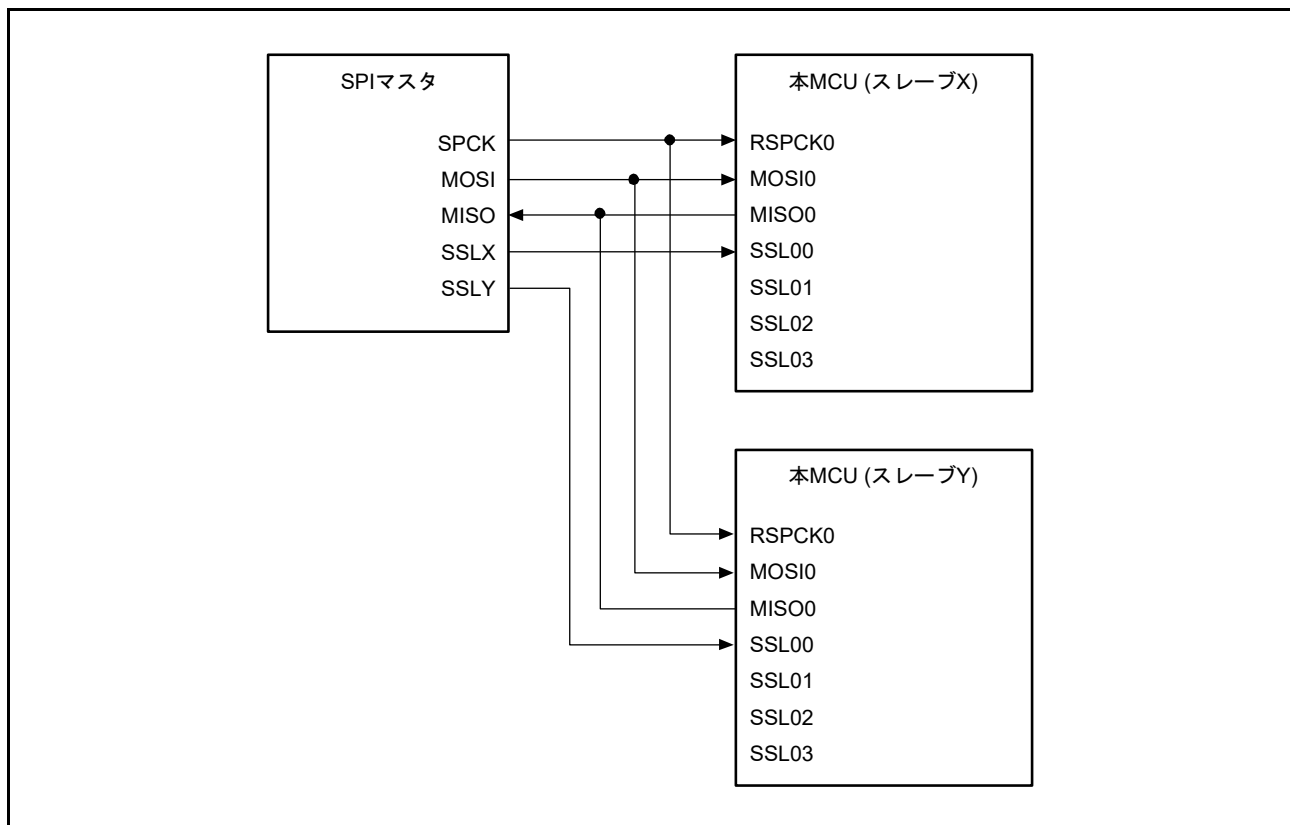 SPIマスタ
SPCK
MOSI
MISO
SSLX
SSLY
本MCU (スレーブX)
RSPCK0
MOSI0
MISO0
SSL00
SSL01
SSL02
SSL03
本MCU (スレーブY)
RSPCK0
MOSI0
MISO0
SSL00
SSL01
SSL02
SSL03